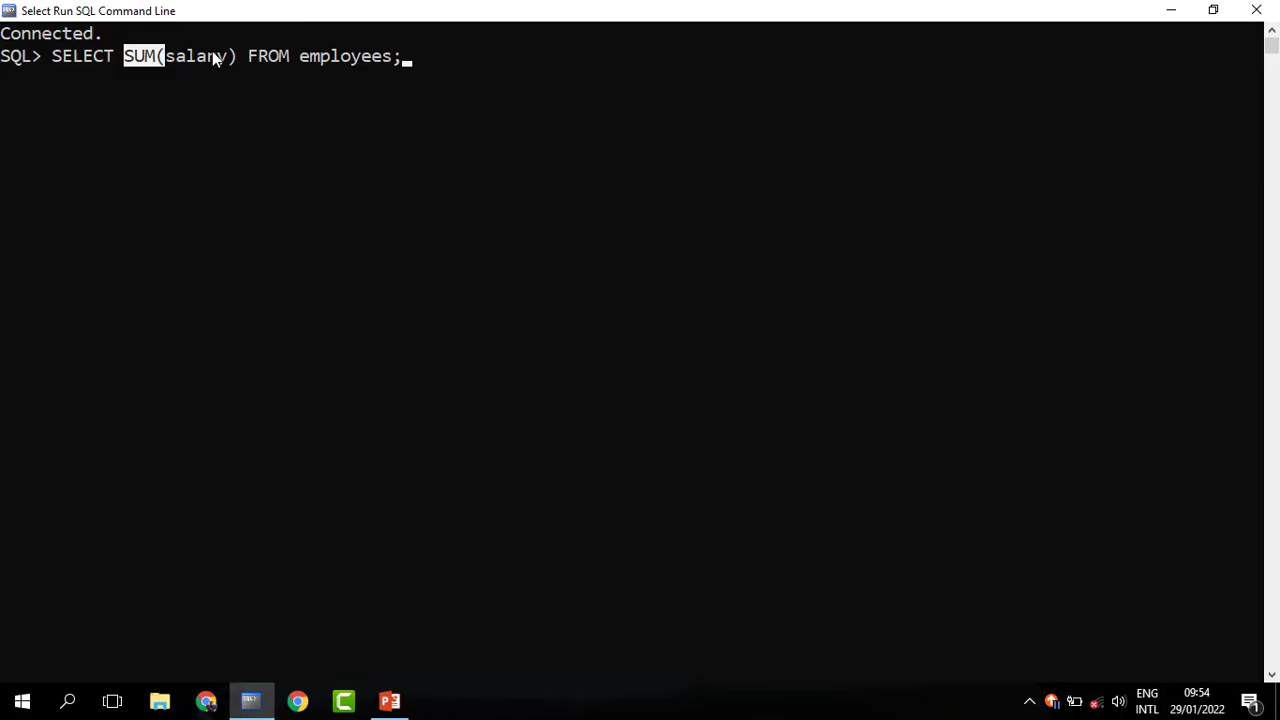 Select Run SQL Command Line
Connected.
SQL> SELECT SUM(salary) FROM employees;
ENG
INTL
09:54
29/01/2022
1